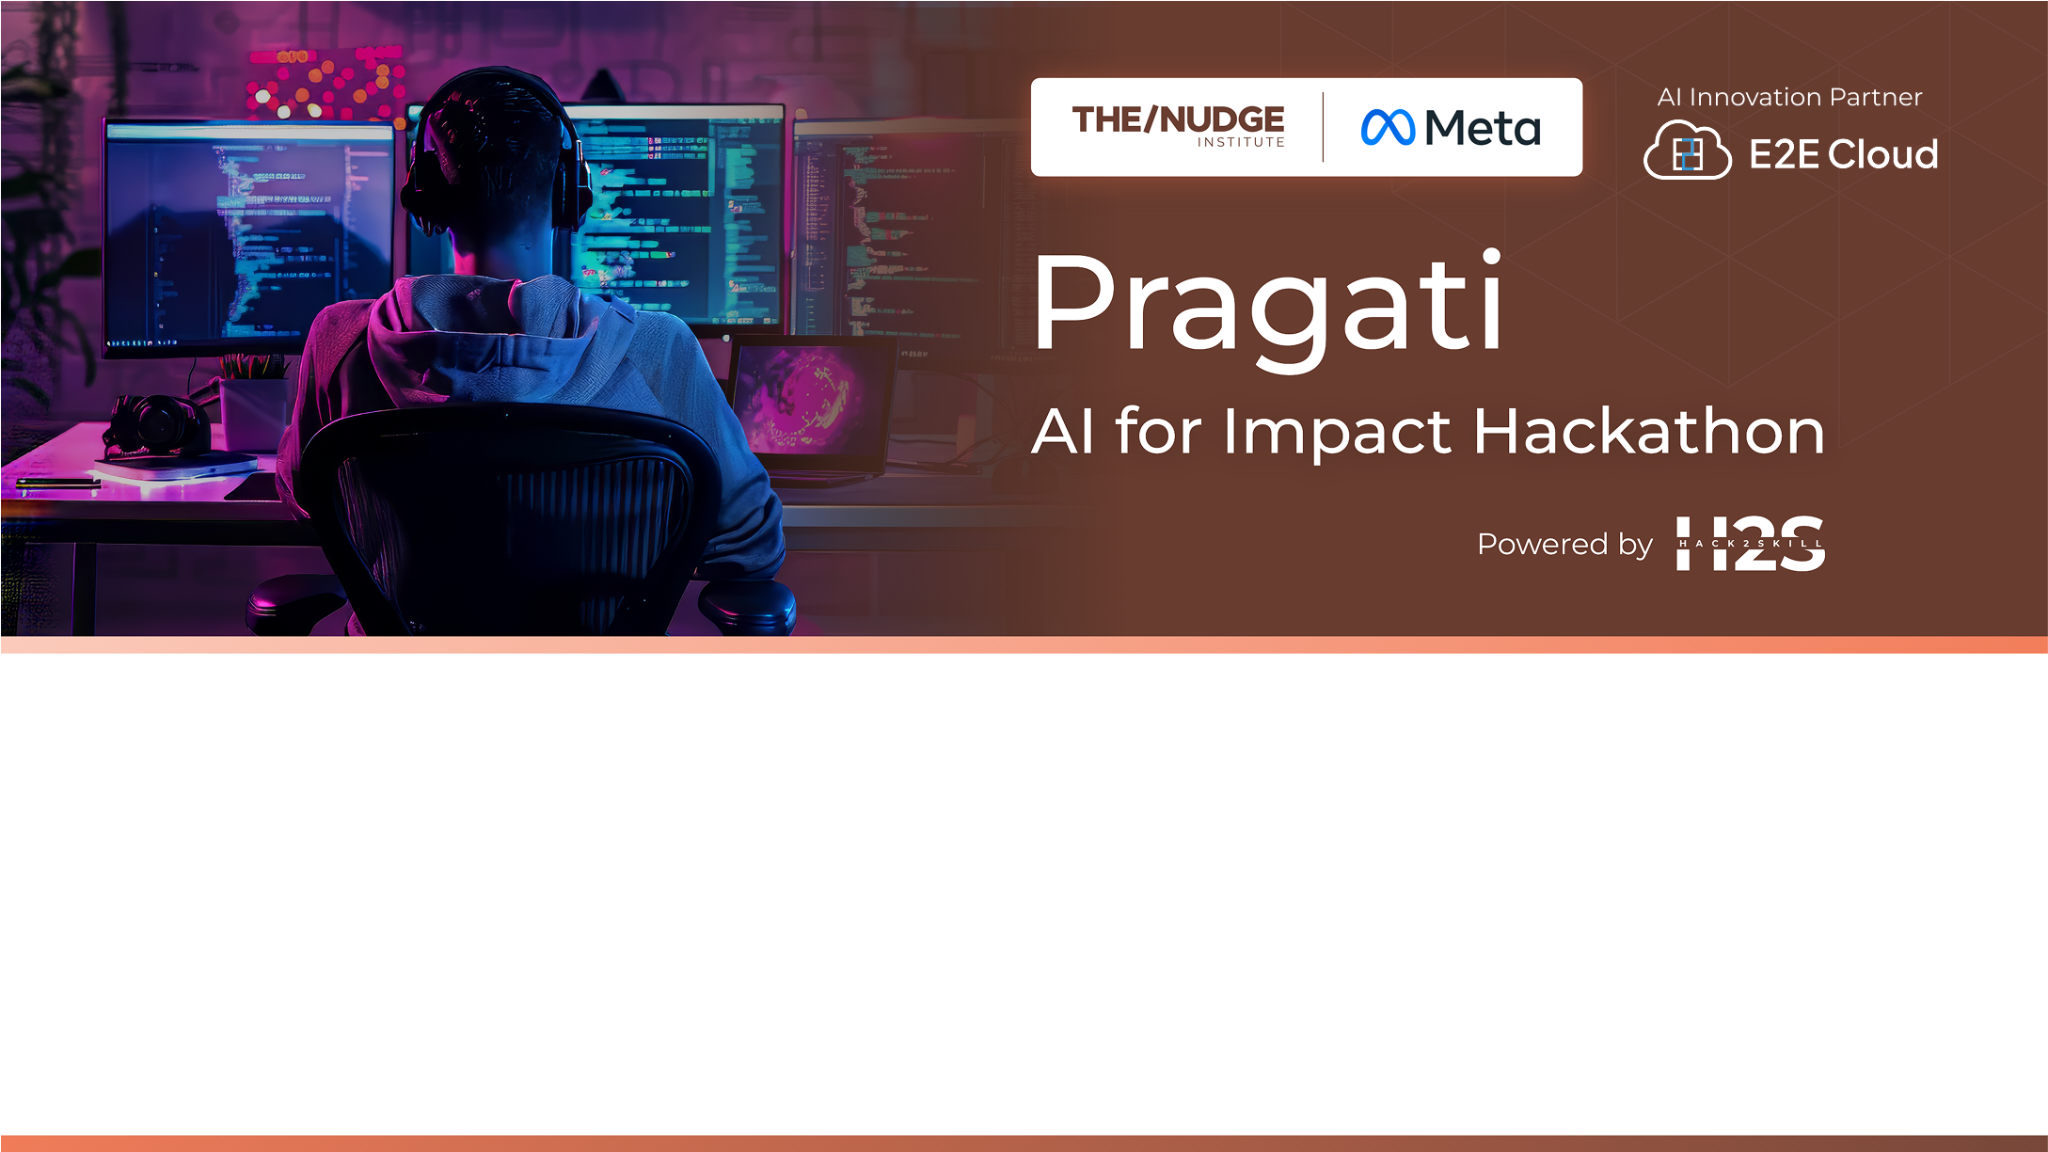 THE/NUDGE
INSTITUTE
Meta
AI Innovation Partner
E2E Cloud
Pragati
AI for Impact Hackathon
Powered by
H2S
HACK2SKILL